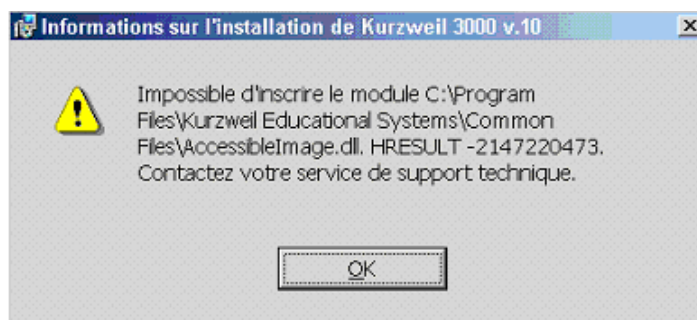 Informations sur l'installation de Kurzweil 3000 v.10
Impossible d'inscrire le module C:\Program
Files\Kurzweil Educational Systems\Common
Files\AccessibleImage.dll. HRESULT -2147220473.
Contactez votre service de support technique.
OK